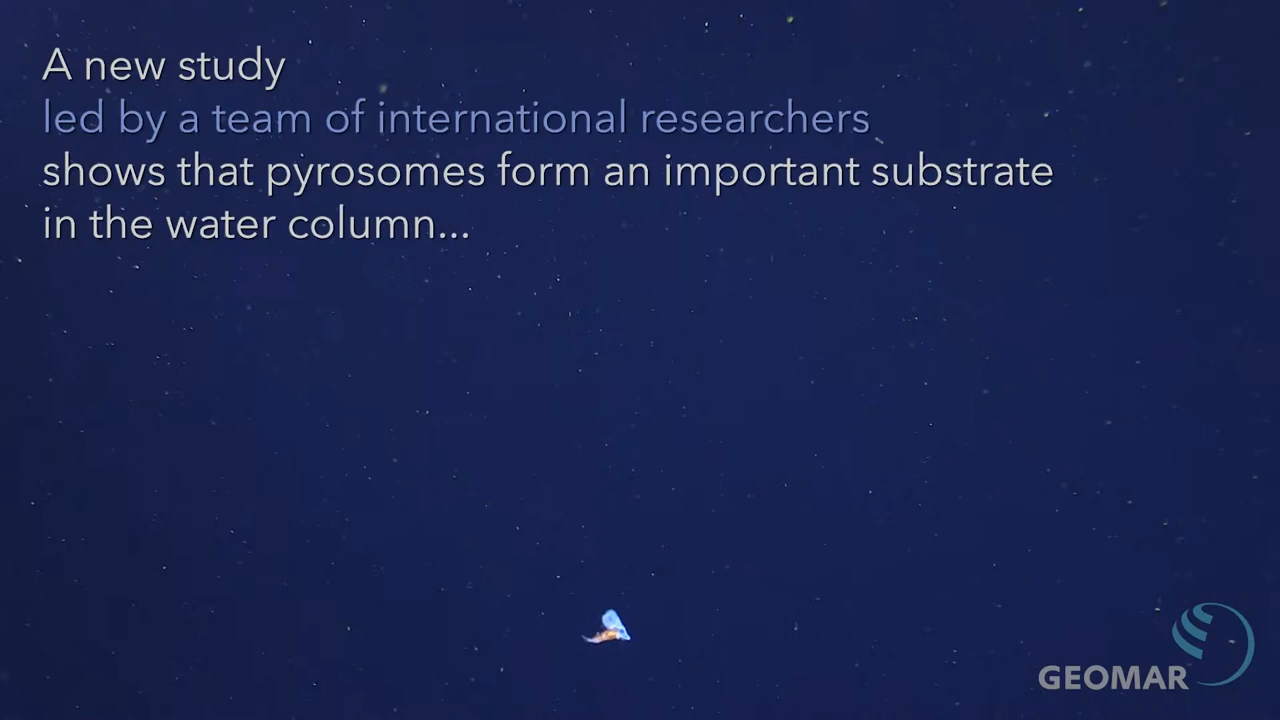 A new study
led by a team of international researchers
shows that pyrosomes form an important substrate
in the water column...
GEOMAR